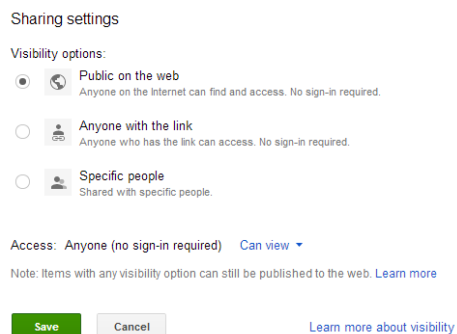 Sharing settings
Visibility options:
Public on the web
Anyone on the Internet can find and access. No sign-in required.
Anyone with the link
Anyone who has the link can access. No sign-in required.
Specific people
Shared with specific people.
Access: Anyone (no sign-in required) Can view
Note: Items with any visibility option can still be published to the web. Learn more
Save Cancel Learn more about visibility